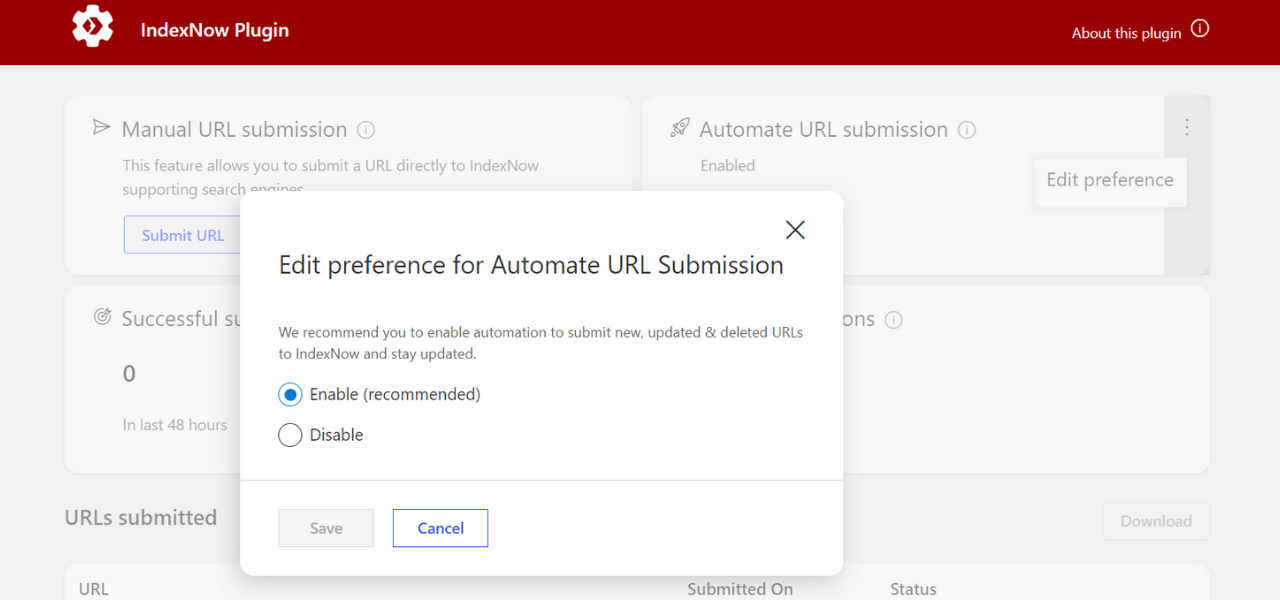 IndexNow Plugin
About this plugin
Manual URL submission
This feature allows you to submit a URL directly to IndexNow
supporting search engines
Submit URL
Automate URL submission
Enabled
Edit preference
Edit preference for Automate URL Submission
We recommend you to enable automation to submit new, updated & deleted URLs
to IndexNow and stay updated.
Enable (recommended)
Disable
Save
Cancel
Successful su
0
In last 48 hours
ons
URLs submitted
Download
URL
Submitted On
Status